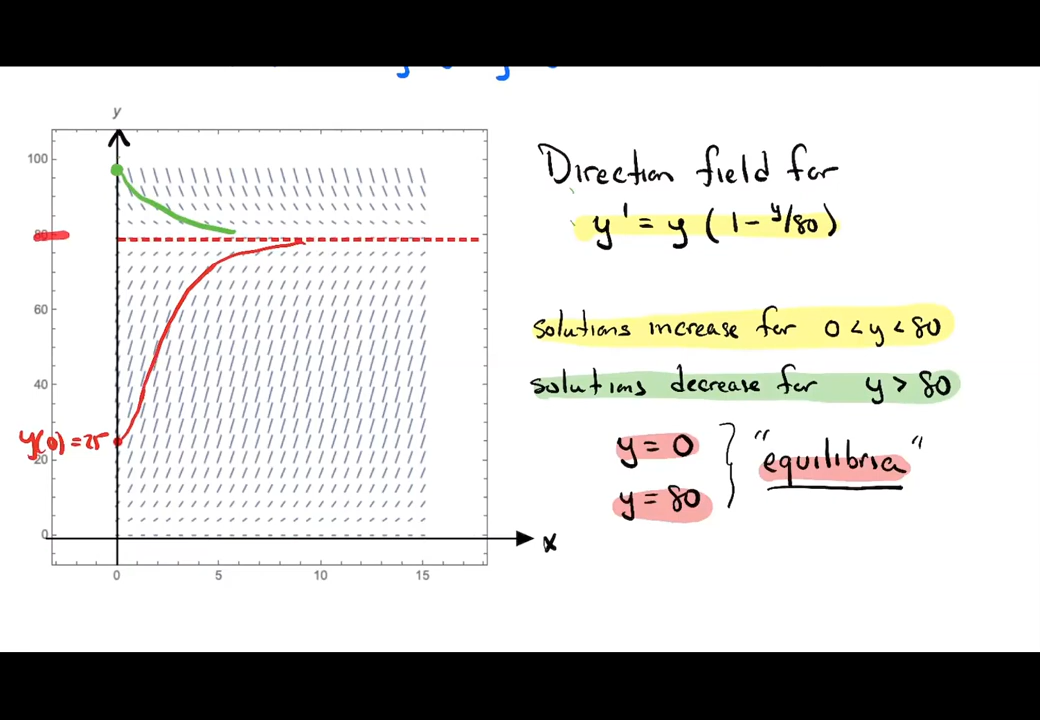 y
100
80
60
40
20
0
y(0)=25
0
5
10
15
x
Direction field for
y' = y (1 - y/80)
solutions increase for 0 < y < 80
solutions decrease for y > 80
y = 0
y = 80
"equilibria"